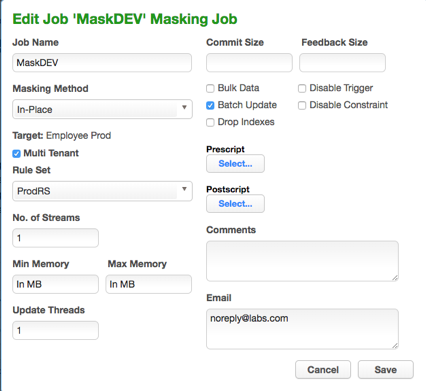 Edit Job 'MaskDEV' Masking Job
Job Name
MaskDEV
Masking Method
In-Place
Target: Employee Prod
Multi Tenant
Rule Set
ProdRS
No. of Streams
1
Min Memory Max Memory
In MB In MB
Update Threads
1
Commit Size Feedback Size
Bulk Data Disable Trigger
Batch Update Disable Constraint
Drop Indexes
Prescript
Select...
Postscript
Select...
Comments
Email
noreply@labs.com
Cancel Save